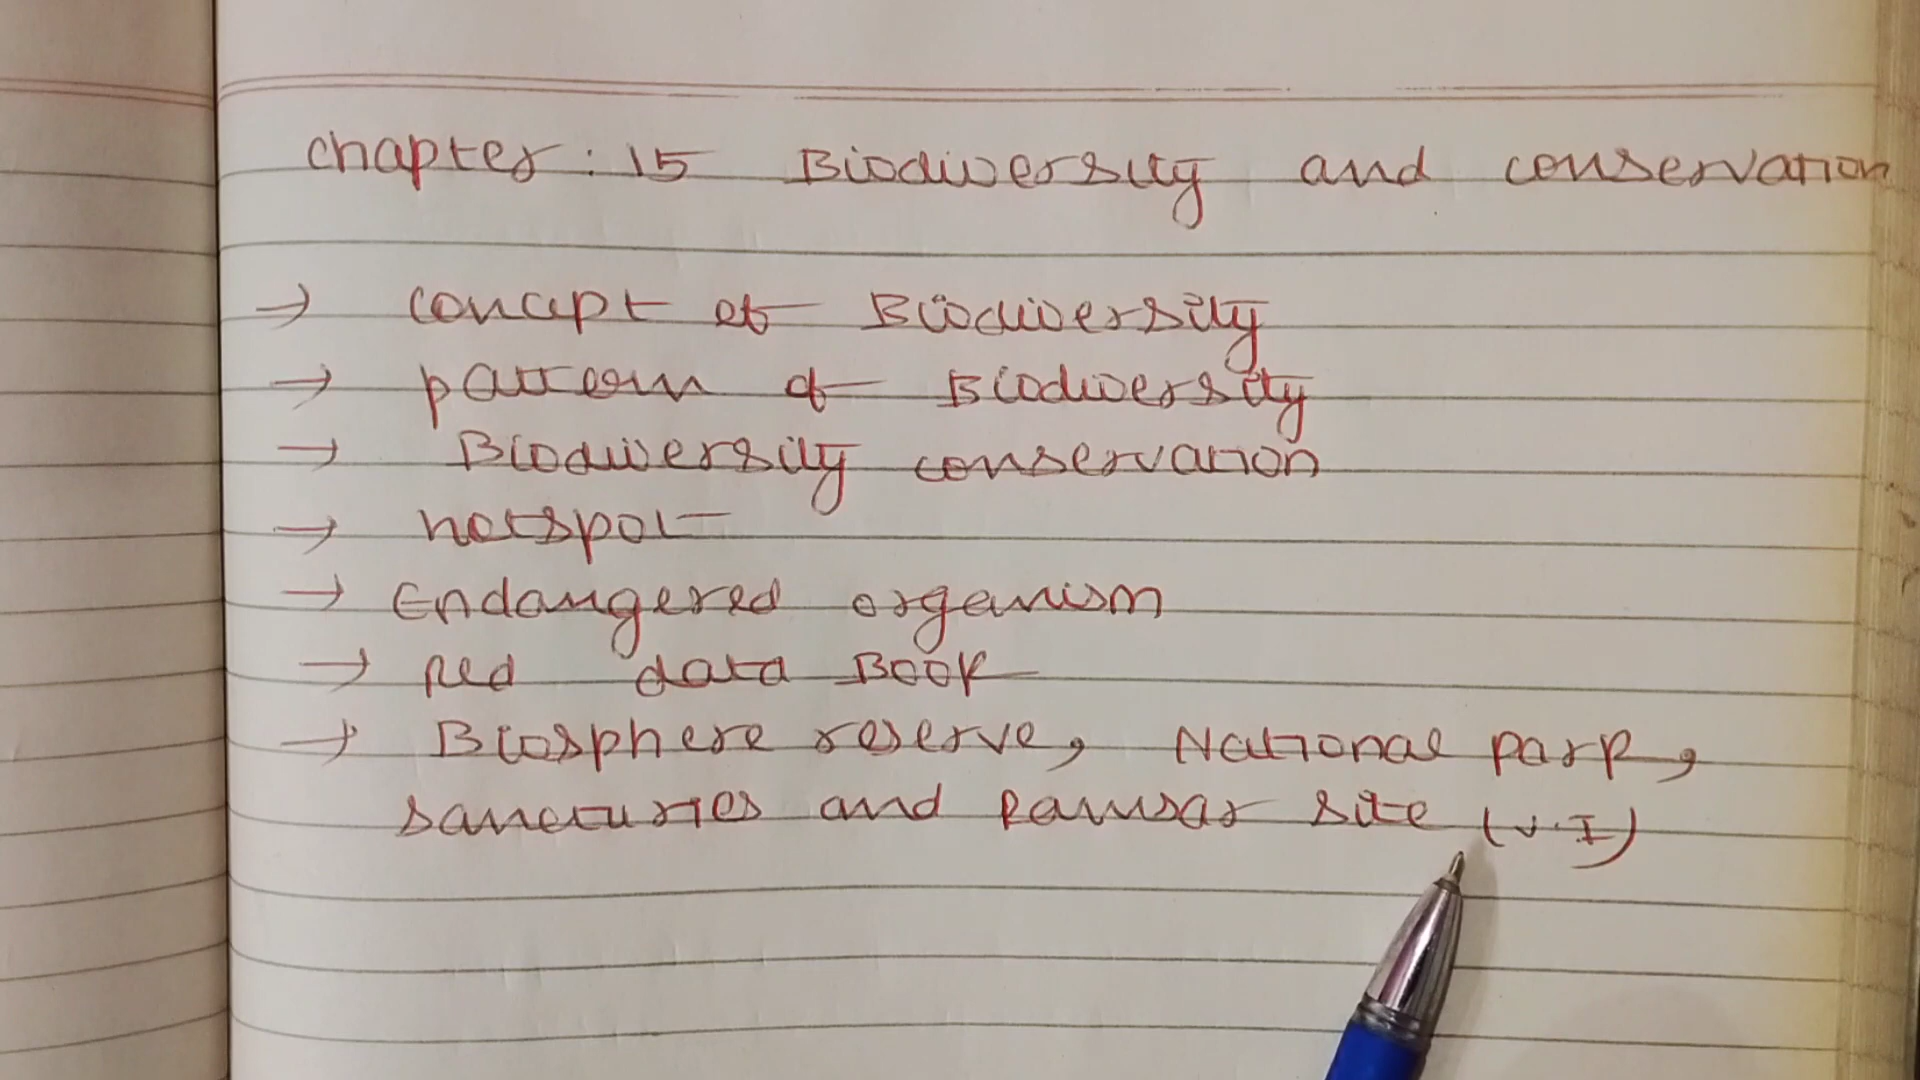 chapter : 15 Biodiversity and conservation
→ concept of Biodiversity
→ pattern of Biodiversity
→ Biodiversity conservation
→ hotspot
→ Endangered organism
→ Red data Book
→ Biosphere reserve, National park,
sancturies and Ramsar site (v.I)